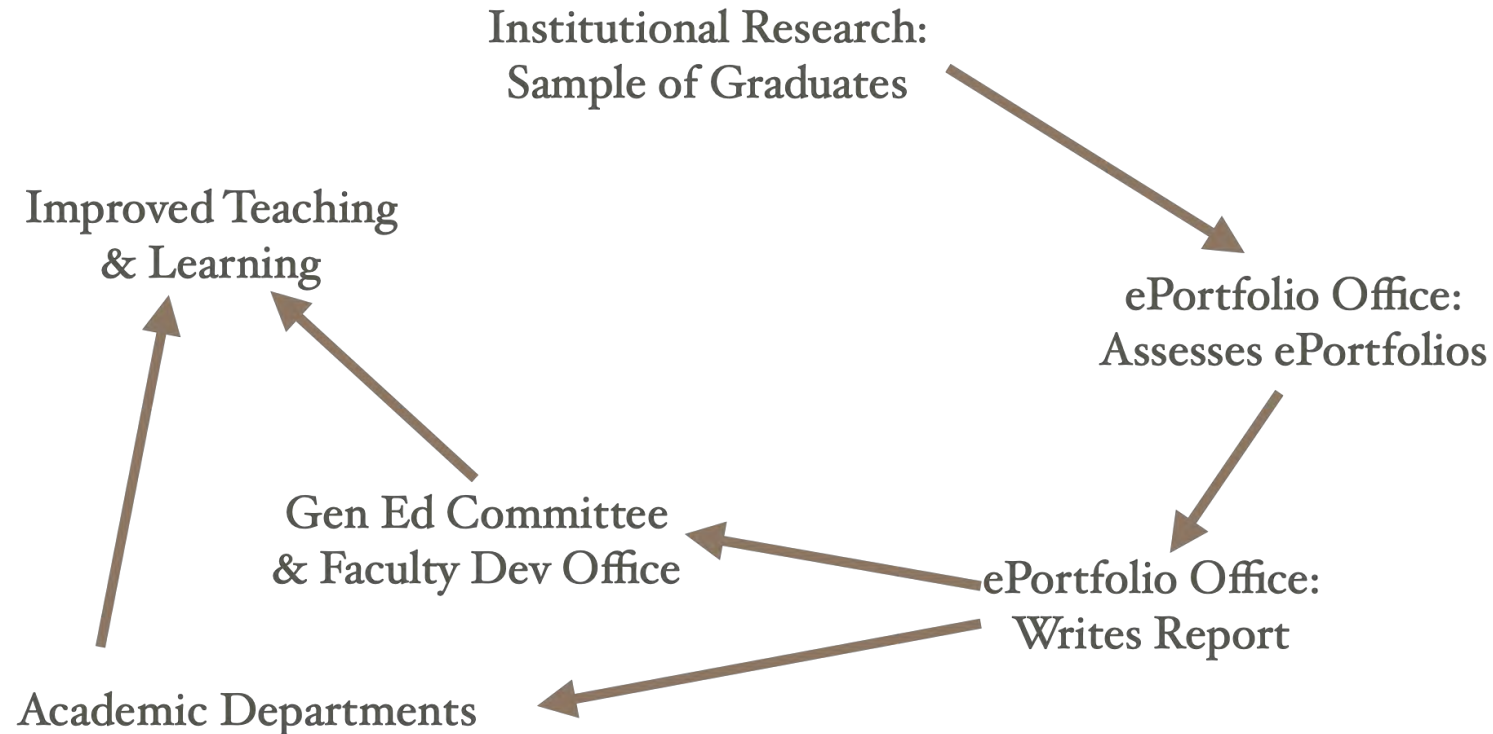 Institutional Research:
Sample of Graduates
Improved Teaching
& Learning
ePortfolio Office:
Assesses ePortfolios
Gen Ed Committee
& Faculty Dev Office
ePortfolio Office:
Writes Report
Academic Departments